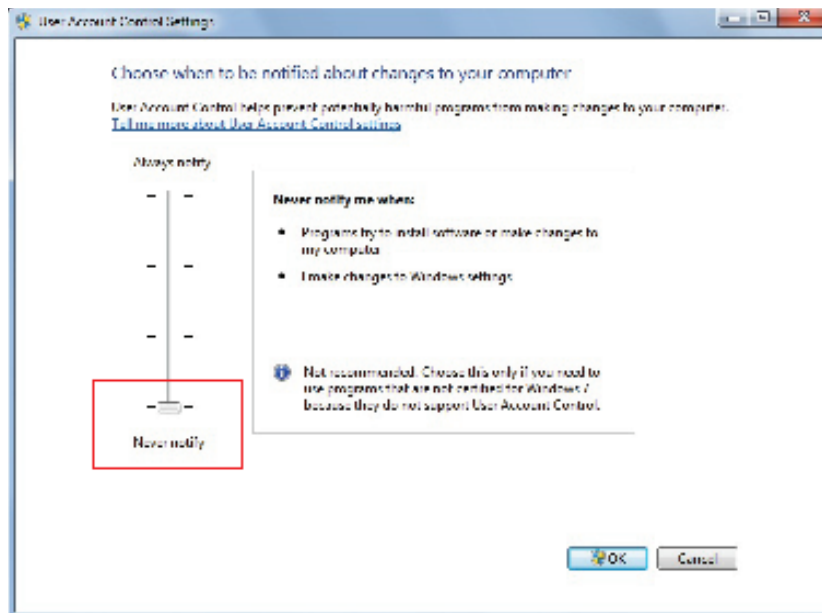 User Account Control Settings
Choose when to be notified about changes to your computer
User Account Control helps prevent potentially harmful programs from making changes to your computer.
Tell me more about User Account Control settings
Always notify
Never notify me when:
• Programs try to install software or make changes to
my computer
• I make changes to Windows settings
Not recommended. Choose this only if you need to
use programs that are not certified for Windows 7
because they do not support User Account Control.
Never notify
OK
Cancel